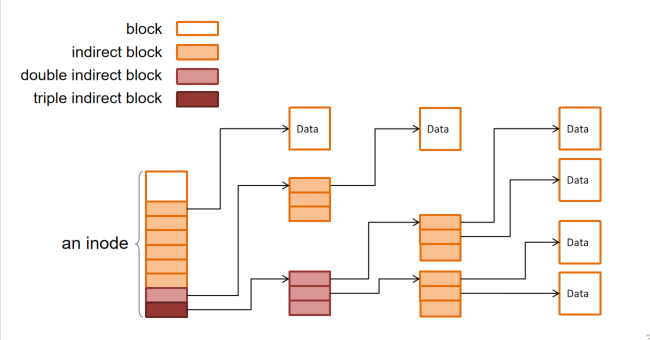 block
indirect block
double indirect block
triple indirect block
Data
Data
Data
Data
an inode
Data
Data